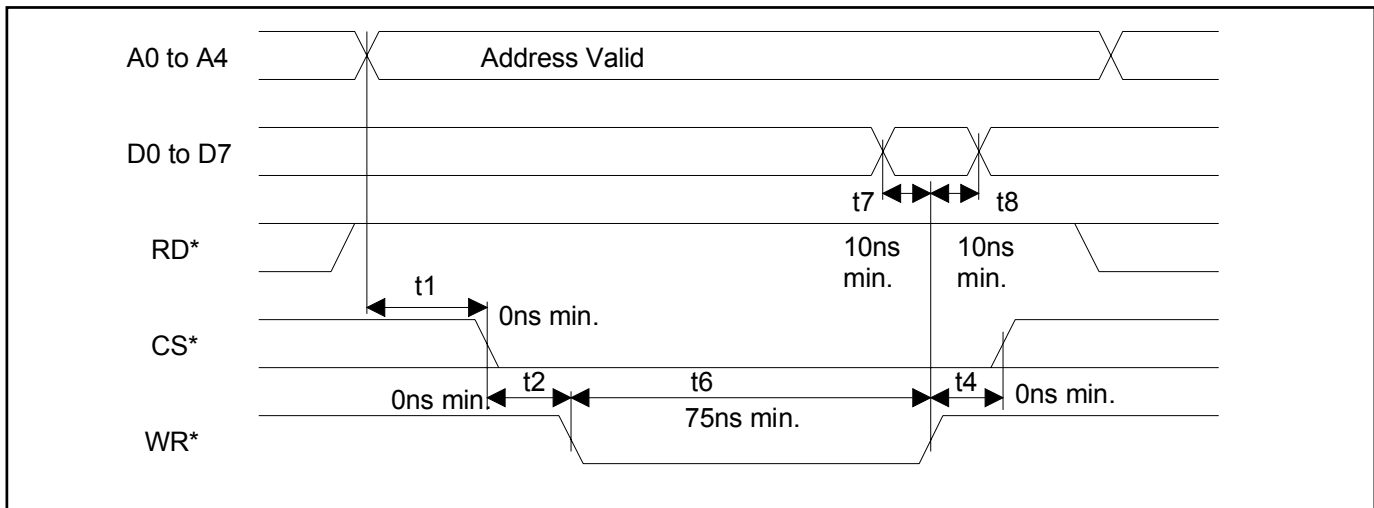 A0 to A4
Address Valid
D0 to D7
t7
t8
10ns
min.
10ns
min.
RD*
t1
0ns min.
CS*
t2
t6
t4
0ns min.
75ns min.
0ns min.
WR*